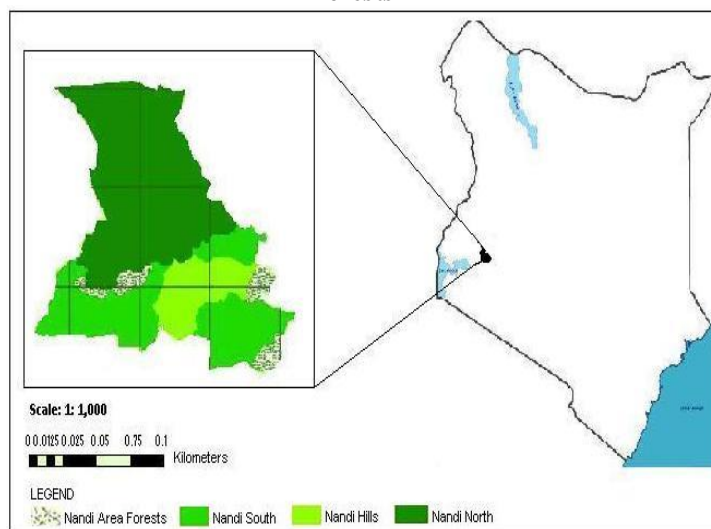 Scale: 1: 1,000
0 0.0125 0.025 0.05 0.75 0.1
Kilometers
LEGEND
Nandi Area Forests Nandi South Nandi Hills Nandi North